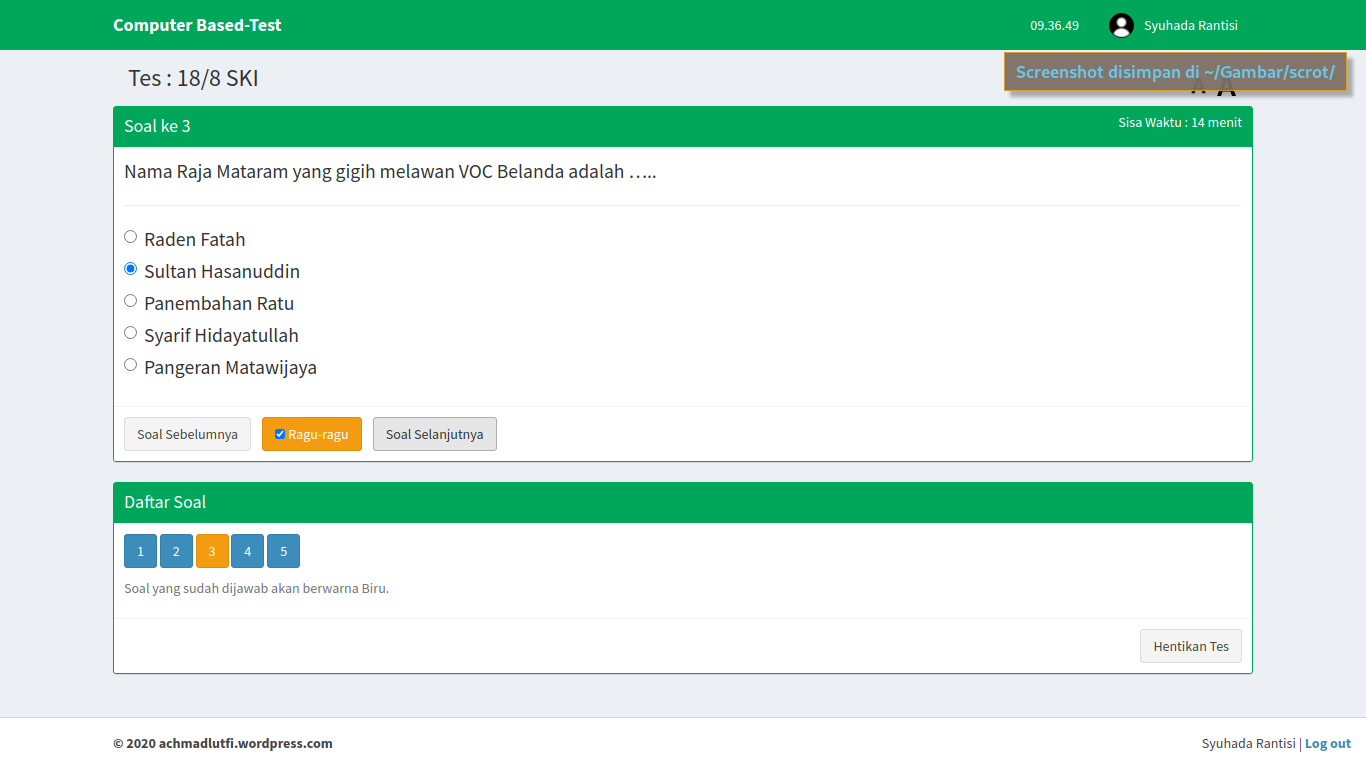 Computer Based-Test
09.36.49
Syuhada Rantisi
Screenshot disimpan di ~/Gambar/scrot/
Tes : 18/8 SKI
A A
Soal ke 3
Sisa Waktu : 14 menit
Nama Raja Mataram yang gigih melawan VOC Belanda adalah …..
Raden Fatah
Sultan Hasanuddin
Panembahan Ratu
Syarif Hidayatullah
Pangeran Matawijaya
Soal Sebelumnya
Ragu-ragu
Soal Selanjutnya
Daftar Soal
1 2 3 4 5
Soal yang sudah dijawab akan berwarna Biru.
Hentikan Tes
© 2020 achmadlutfi.wordpress.com
Syuhada Rantisi | Log out